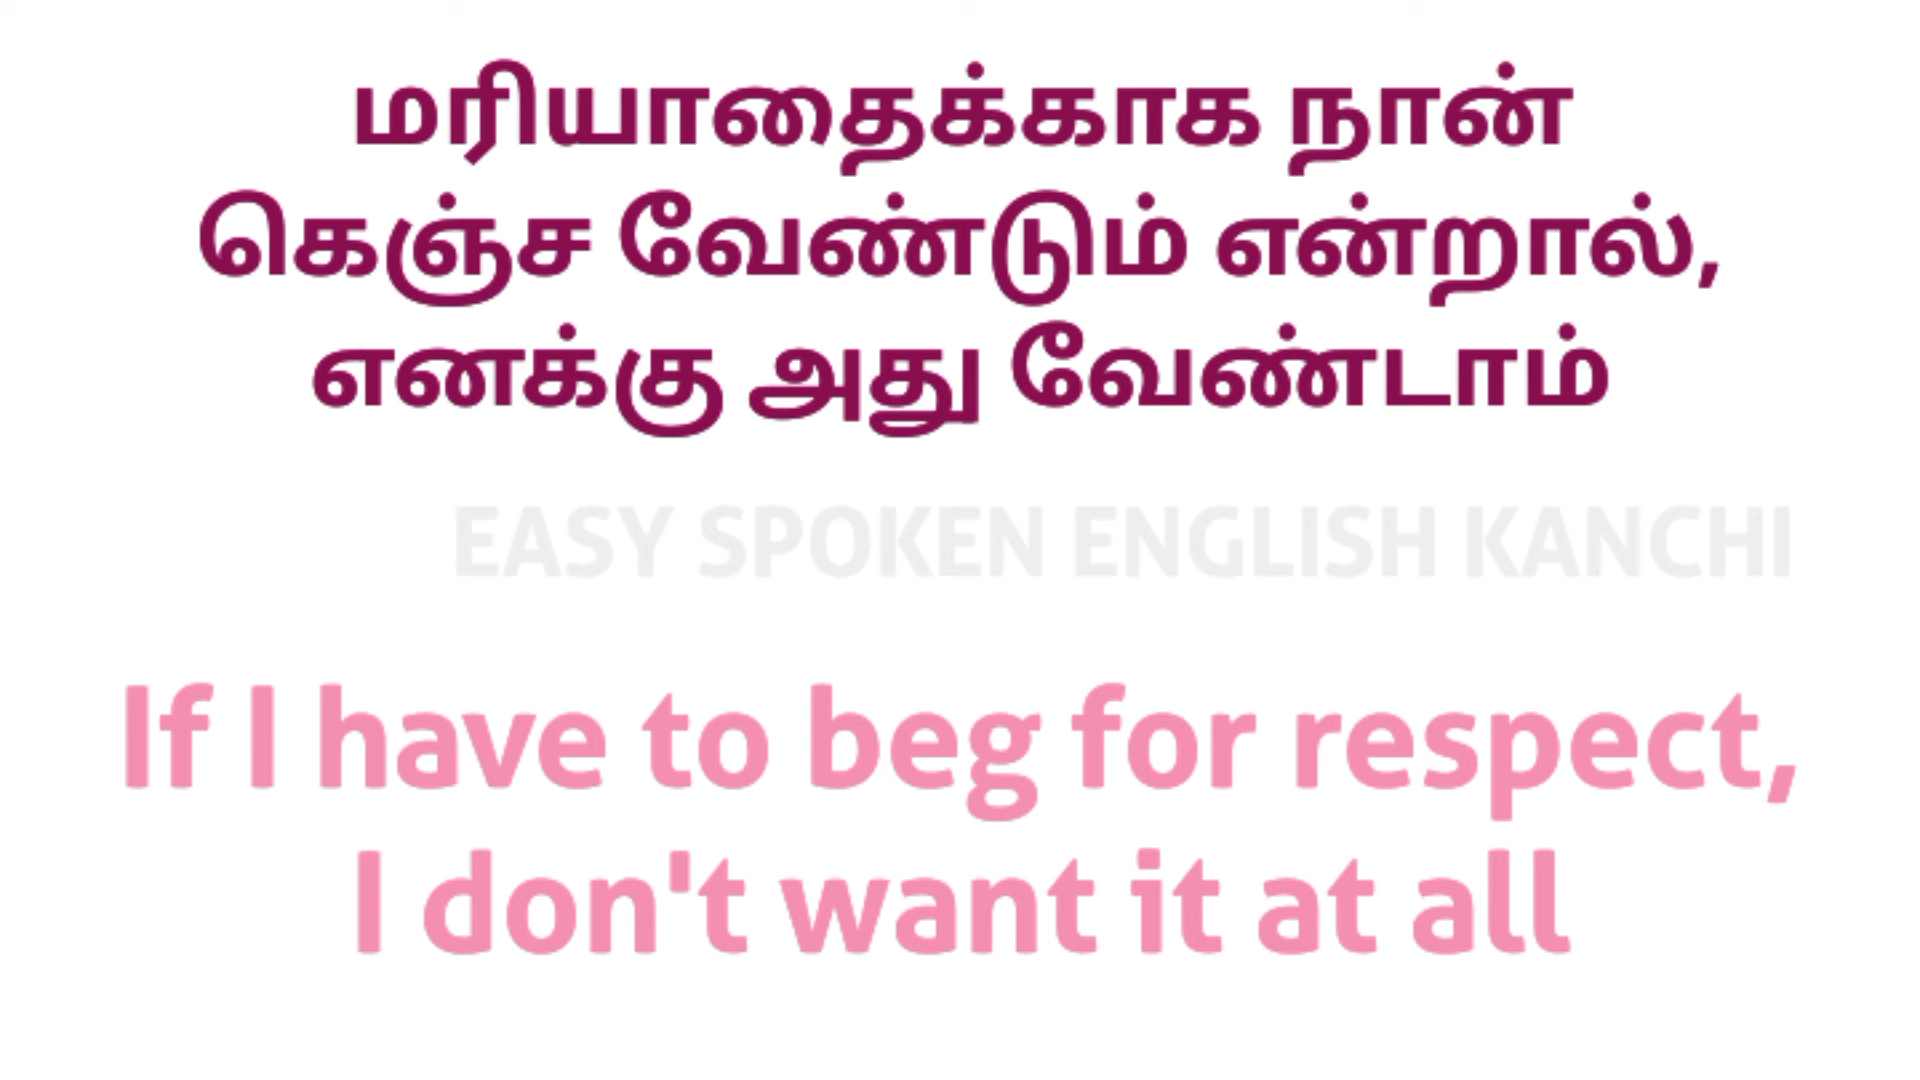 மரியாதைக்காக நான்
கெஞ்ச வேண்டும் என்றால்,
எனக்கு அது வேண்டாம்
EASY SPOKEN ENGLISH KANCHI
If I have to beg for respect,
I don't want it at all